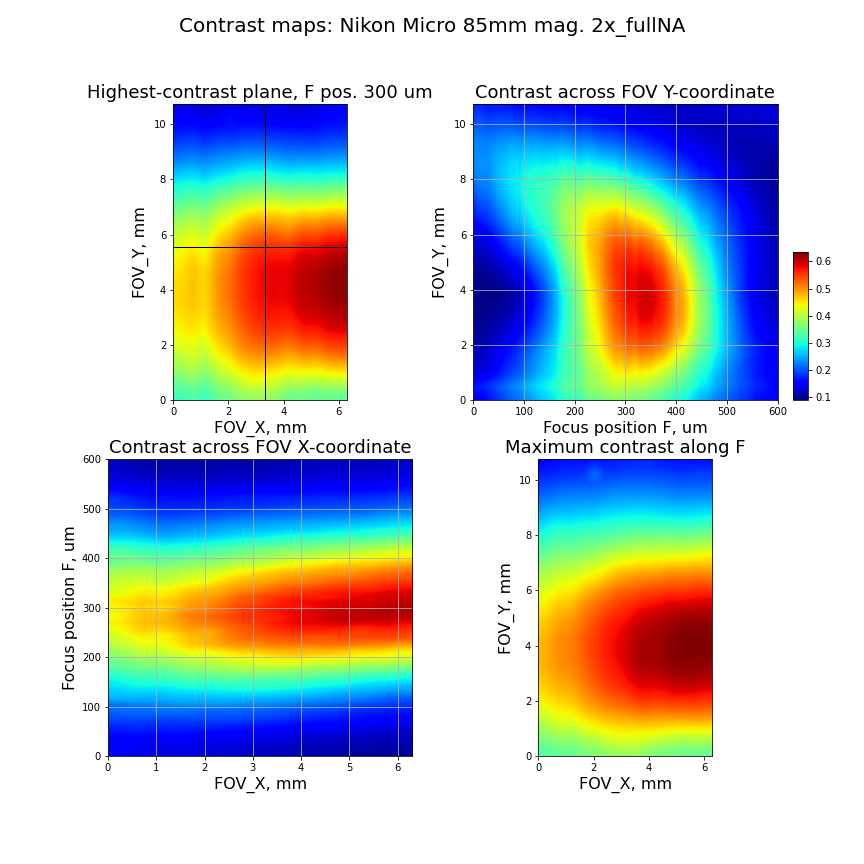 Contrast maps: Nikon Micro 85mm mag. 2x_fullNA
Highest-contrast plane, F pos. 300 um
10
8
6
4
2
0
FOV_Y, mm
0 2 4 6
FOV_X, mm
Contrast across FOV Y-coordinate
10
8
6
4
2
0
FOV_Y, mm
0 100 200 300 400 500 600
Focus position F, um
0.6
0.5
0.4
0.3
0.2
0.1
Contrast across FOV X-coordinate
600
500
400
300
200
100
0
Focus position F, um
0 1 2 3 4 5 6
FOV_X, mm
Maximum contrast along F
10
8
6
4
2
0
FOV_Y, mm
0 2 4 6
FOV_X, mm